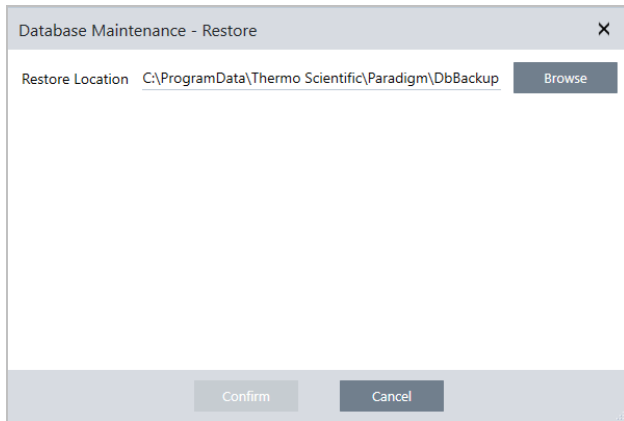 Database Maintenance - Restore
Restore Location C:\ProgramData\Thermo Scientific\Paradigm\DbBackup Browse
Confirm Cancel